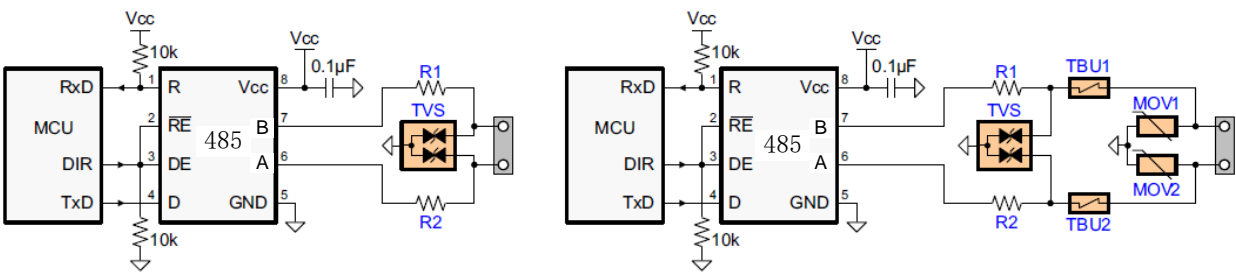 Vcc
10k
Vcc
0.1µF
R1
RxD
1
R
Vcc
8
TVS
MCU
2
RE
485
B
7
DIR
3
DE
A
6
TxD
4
D
GND
5
R2
10k
Vcc
10k
Vcc
0.1µF
R1
TBU1
RxD
1
R
Vcc
8
TVS
MOV1
MCU
2
RE
485
B
7
DIR
3
DE
A
6
MOV2
TxD
4
D
GND
5
R2
TBU2
10k